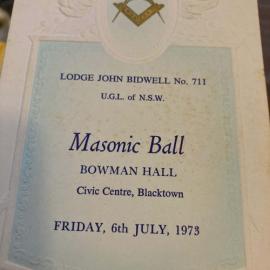 LODGE JOHN BIDWELL No. 711
U.G.L. of N.S.W.
Masonic Ball
BOWMAN HALL
Civic Centre, Blacktown
FRIDAY, 6th JULY, 1973